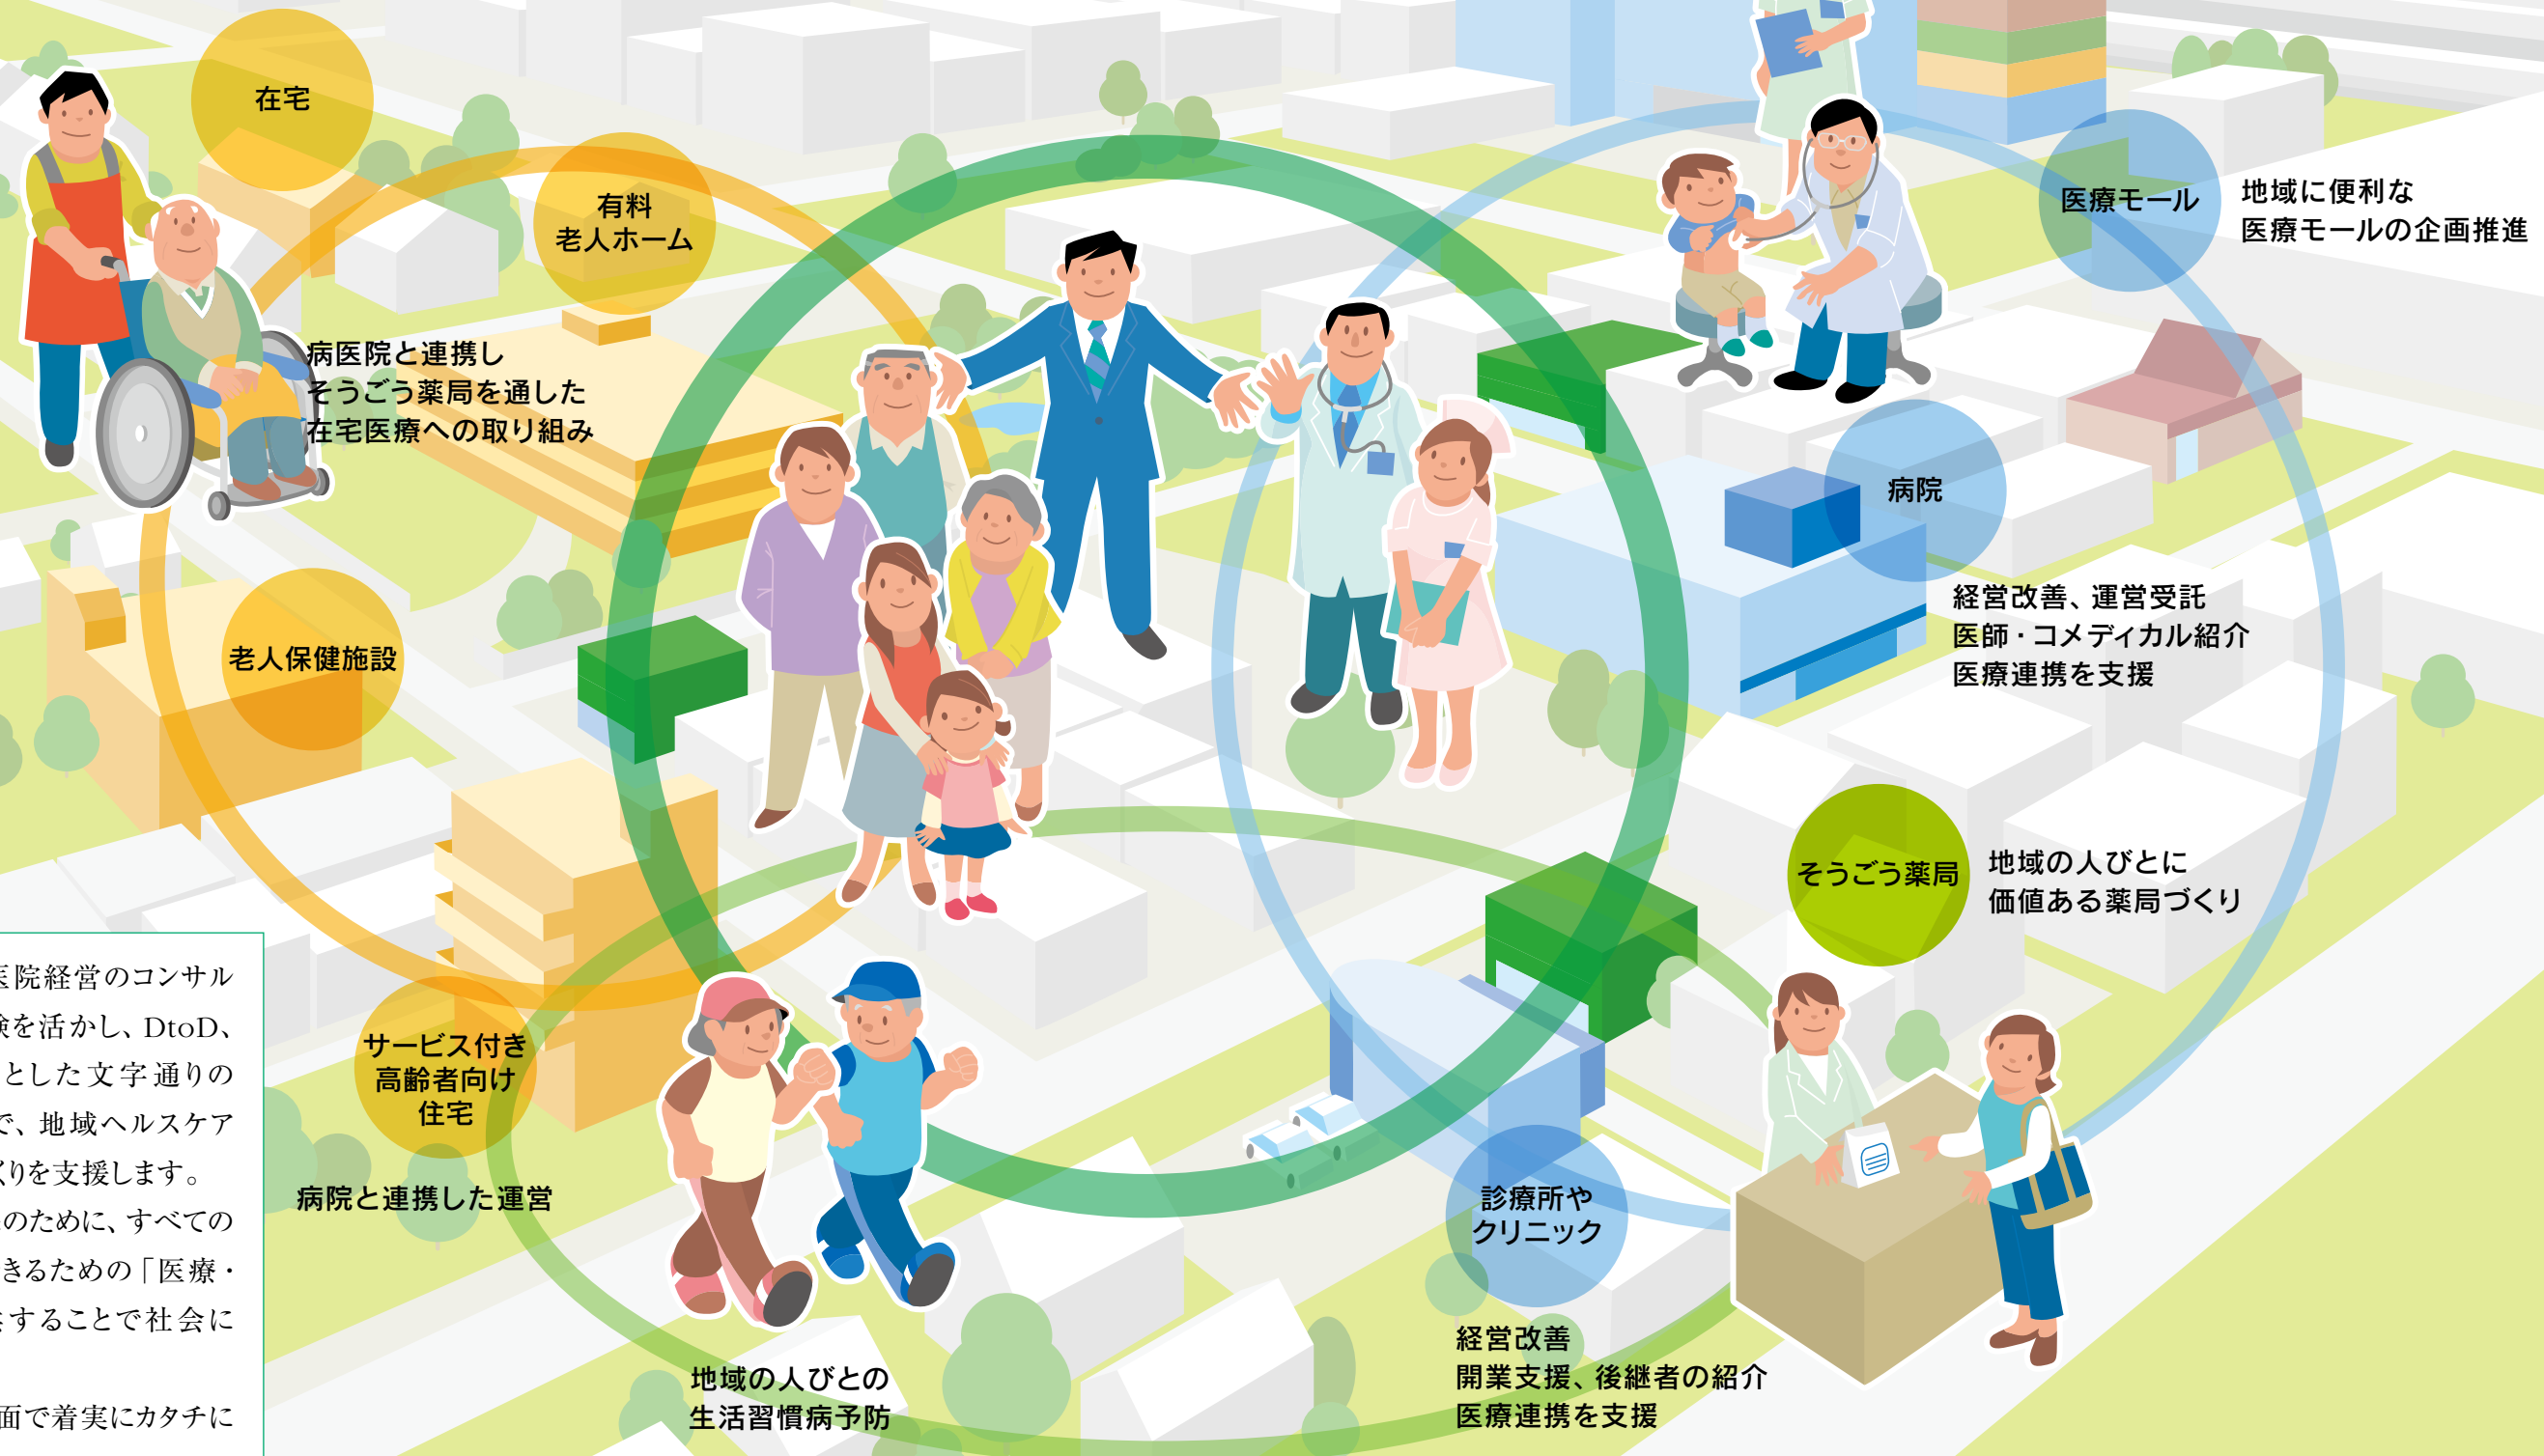 在宅
有料
老人ホーム
病医院と連携し
そうごう薬局を通した
在宅医療への取り組み
老人保健施設
サービス付き
高齢者向け
住宅
病院と連携した運営
医療モール
地域に便利な
医療モールの企画推進
病院
経営改善、運営受託
医師・コメディカル紹介
医療連携を支援
そうごう薬局
地域の人びとに
価値ある薬局づくり
診療所や
クリニック
経営改善
開業支援、後継者の紹介
医療連携を支援
地域の人びとの
生活習慣病予防
医院経営のコンサル
を活かし、DtoD、
とした文字通りの
で、地域ヘルスケア
りを支援します。
のために、すべての
きるための「医療・
することで社会に
面で着実にカタチに